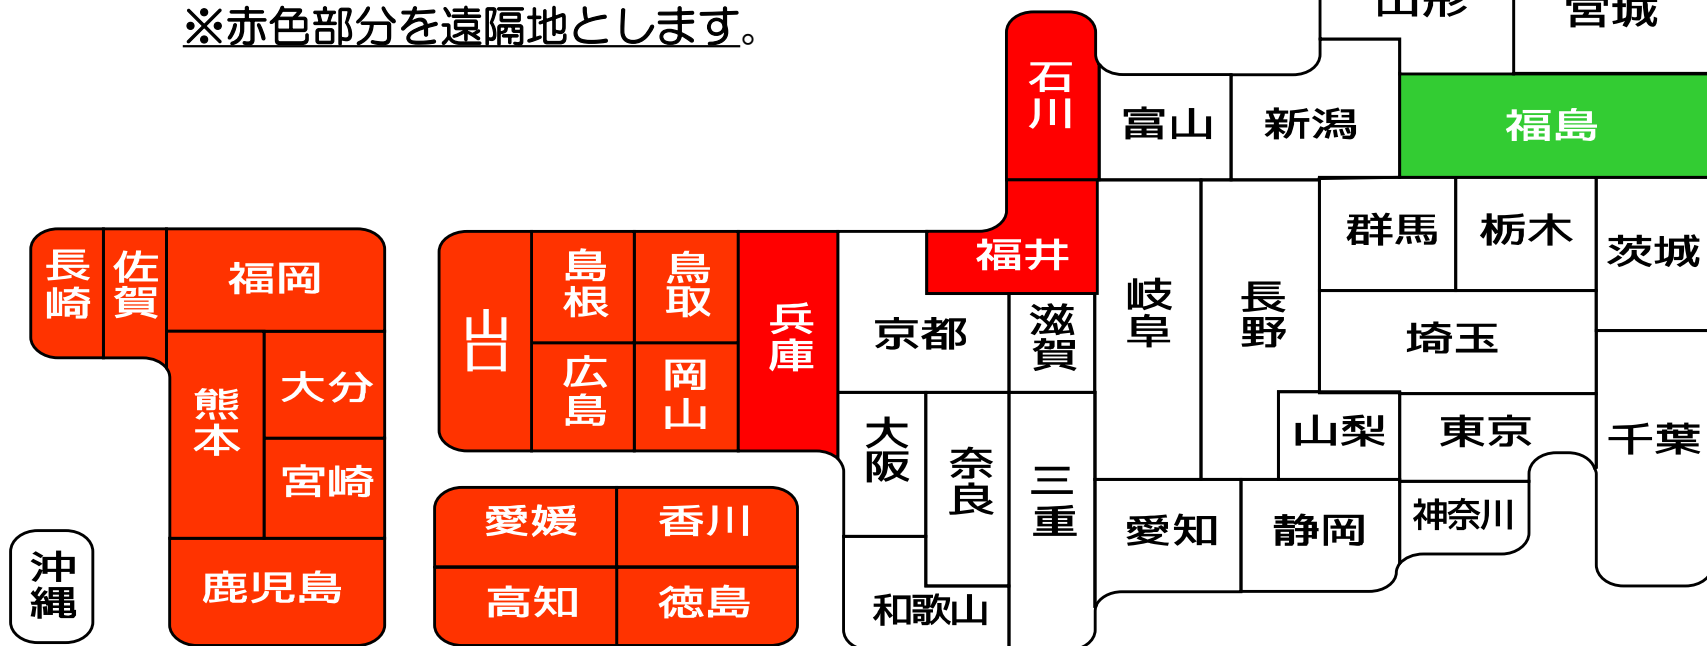 ※赤色部分を遠隔地とします。
山形
宮城
石川
富山
新潟
福島
福井
群馬
栃木
茨城
長崎
佐賀
福岡
山口
島根
鳥取
兵庫
京都
滋賀
岐阜
長野
埼玉
熊本
大分
広島
岡山
大阪
奈良
三重
山梨
東京
千葉
宮崎
愛媛
香川
愛知
静岡
神奈川
沖縄
鹿児島
高知
徳島
和歌山